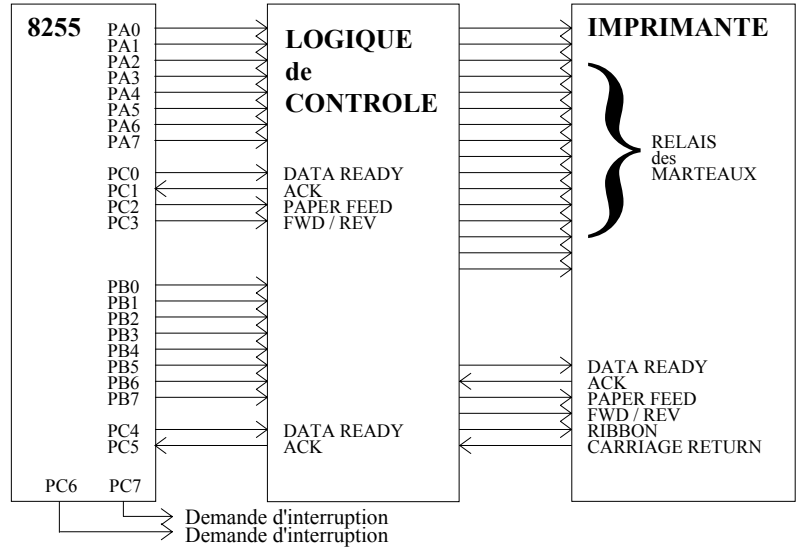 8255
PA0
PA1
PA2
PA3
PA4
PA5
PA6
PA7
PC0
PC1
PC2
PC3
PB0
PB1
PB2
PB3
PB4
PB5
PB6
PB7
PC4
PC5
PC6 PC7
LOGIQUE
de
CONTROLE
DATA READY
ACK
PAPER FEED
FWD / REV
DATA READY
ACK
IMPRIMANTE
RELAIS
des
MARTEAUX
DATA READY
ACK
PAPER FEED
FWD / REV
RIBBON
CARRIAGE RETURN
Demande d'interruption
Demande d'interruption